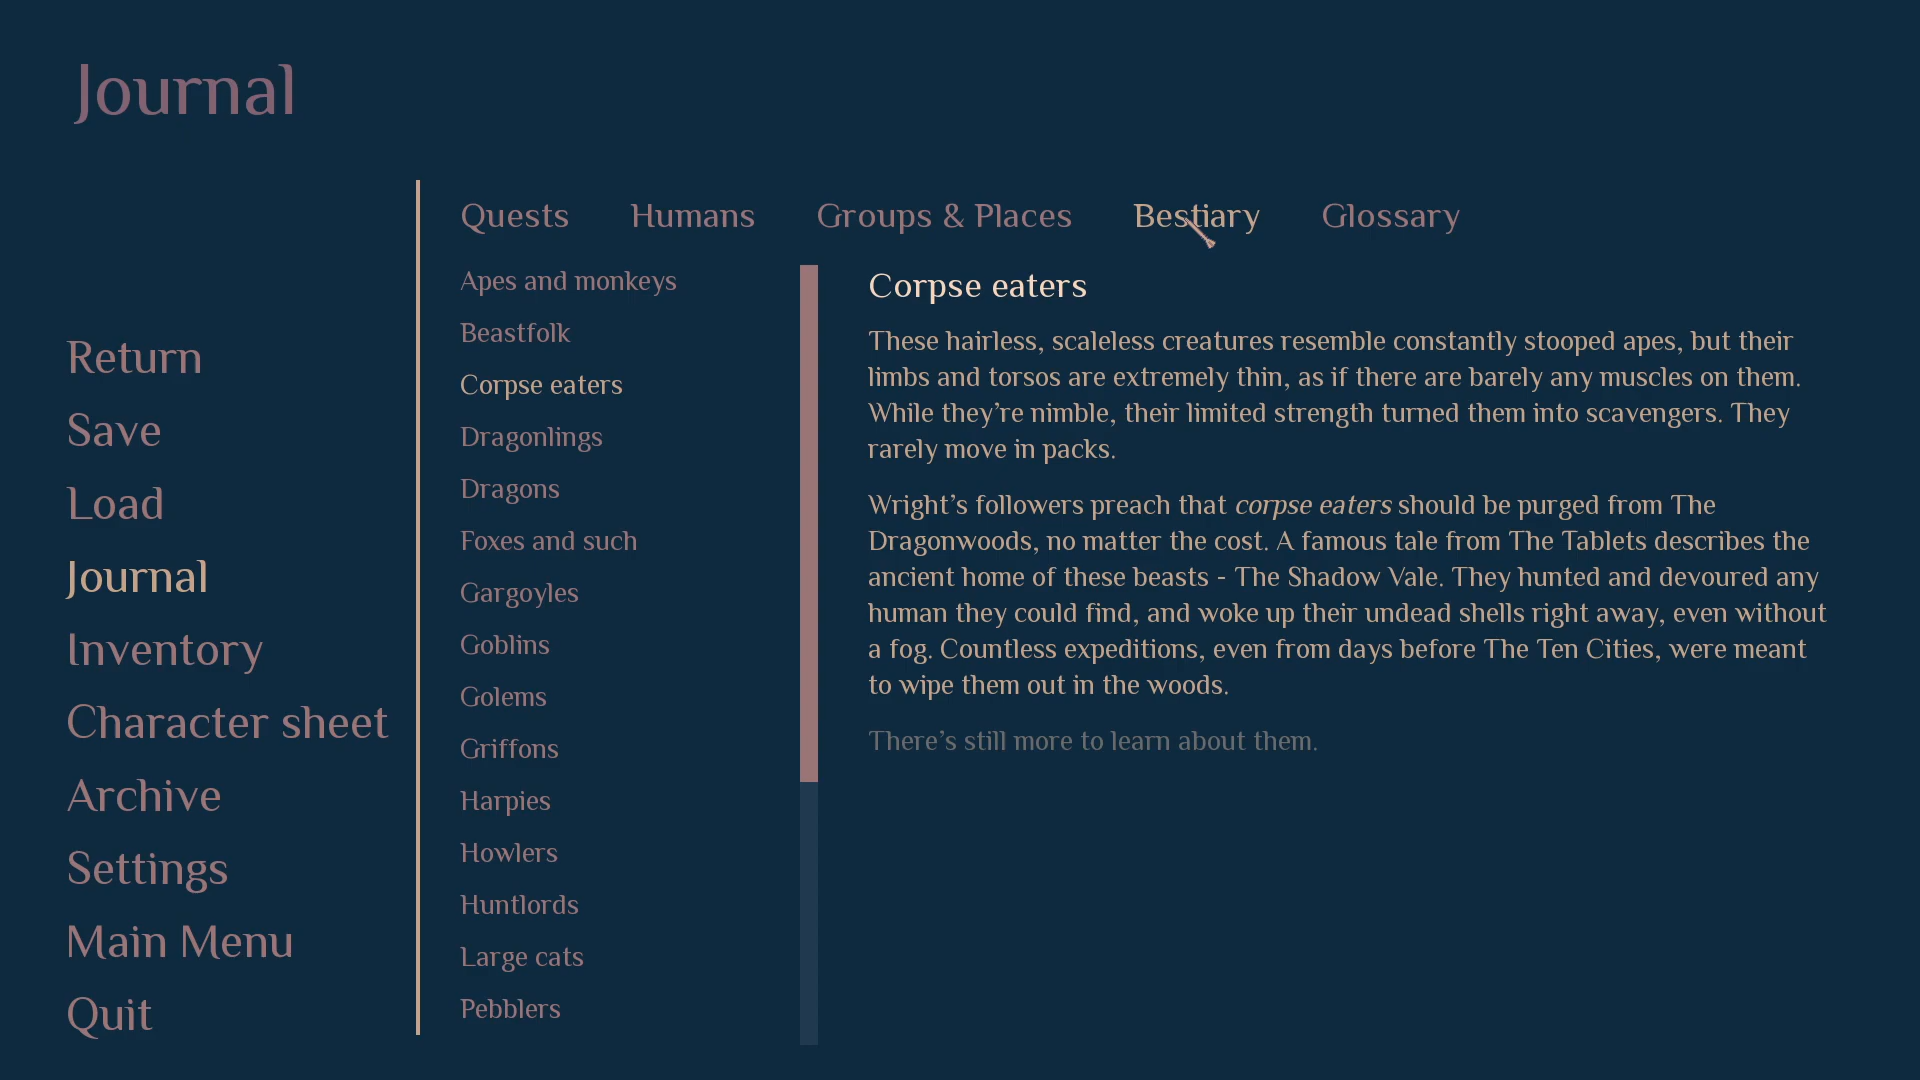 Journal
Quests Humans Groups & Places Bestiary Glossary
Return
Save
Load
Journal
Inventory
Character sheet
Archive
Settings
Main Menu
Quit
Apes and monkeys
Beastfolk
Corpse eaters
Dragonlings
Dragons
Foxes and such
Gargoyles
Goblins
Golems
Griffons
Harpies
Howlers
Huntlords
Large cats
Pebblers
Corpse eaters
These hairless, scaleless creatures resemble constantly stooped apes, but their
limbs and torsos are extremely thin, as if there are barely any muscles on them.
While they’re nimble, their limited strength turned them into scavengers. They
rarely move in packs.
Wright’s followers preach that corpse eaters should be purged from The
Dragonwoods, no matter the cost. A famous tale from The Tablets describes the
ancient home of these beasts - The Shadow Vale. They hunted and devoured any
human they could find, and woke up their undead shells right away, even without
a fog. Countless expeditions, even from days before The Ten Cities, were meant
to wipe them out in the woods.
There’s still more to learn about them.